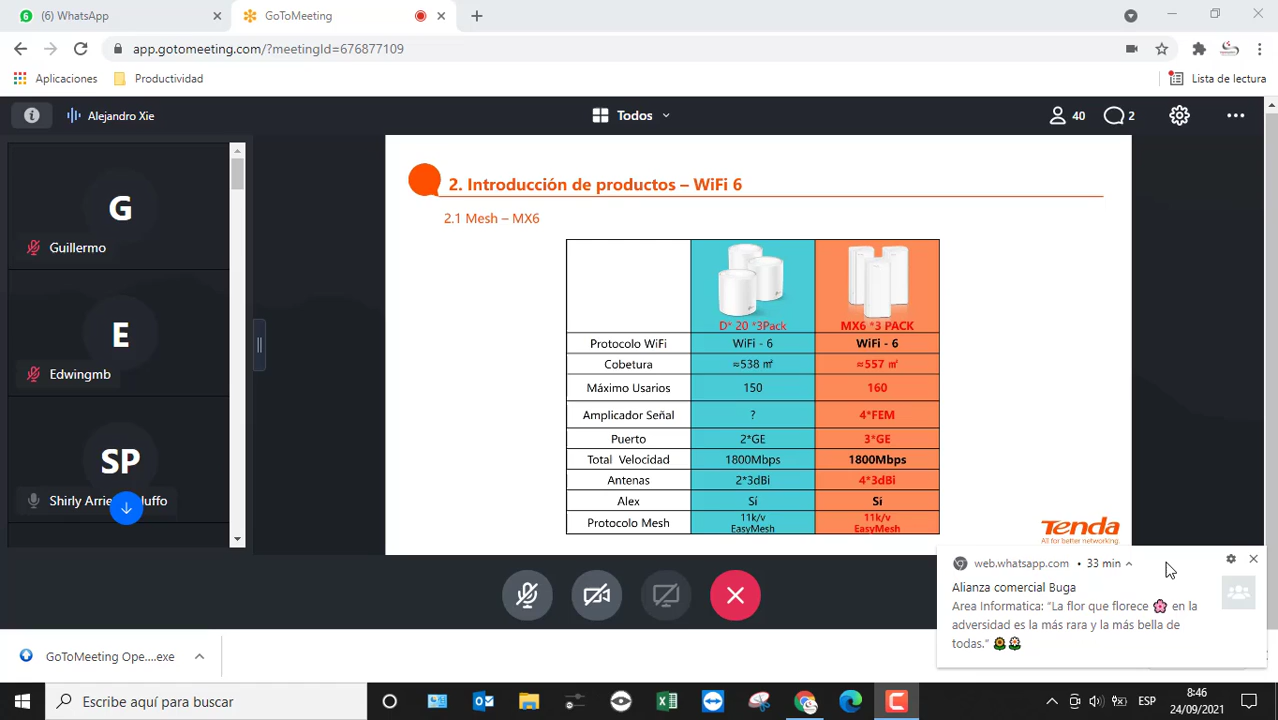 (6) WhatsApp
GoToMeeting
app.gotomeeting.com/?meetingId=676877109
Aplicaciones
Productividad
Lista de lectura
Alejandro Xie
Todos
40
2
G
Guillermo
E
Edwingmb
SP
Shirly Arrie
uffo
2. Introducción de productos – WiFi 6
2.1 Mesh – MX6
D* 20 *3Pack MX6 *3 PACK
Protocolo WiFi WiFi - 6 WiFi - 6
Cobetura ≈538 ㎡ ≈557 ㎡
Máximo Usarios 150 160
Amplicador Señal ? 4*FEM
Puerto 2*GE 3*GE
Total Velocidad 1800Mbps 1800Mbps
Antenas 2*3dBi 4*3dBi
Alex Sí Si
Protocolo Mesh 11k/v EasyMesh 11k/v EasyMesh
Tenda
All for better networking
web.whatsapp.com • 33 min
Alianza comercial Buga
Area Informatica: "La flor que florece 🌸 en la
adversidad es la más rara y la más bella de
todas." 🌻🌼
GoToMeeting Ope....exe
Escribe aquí para buscar
ESP
8:46
24/09/2021